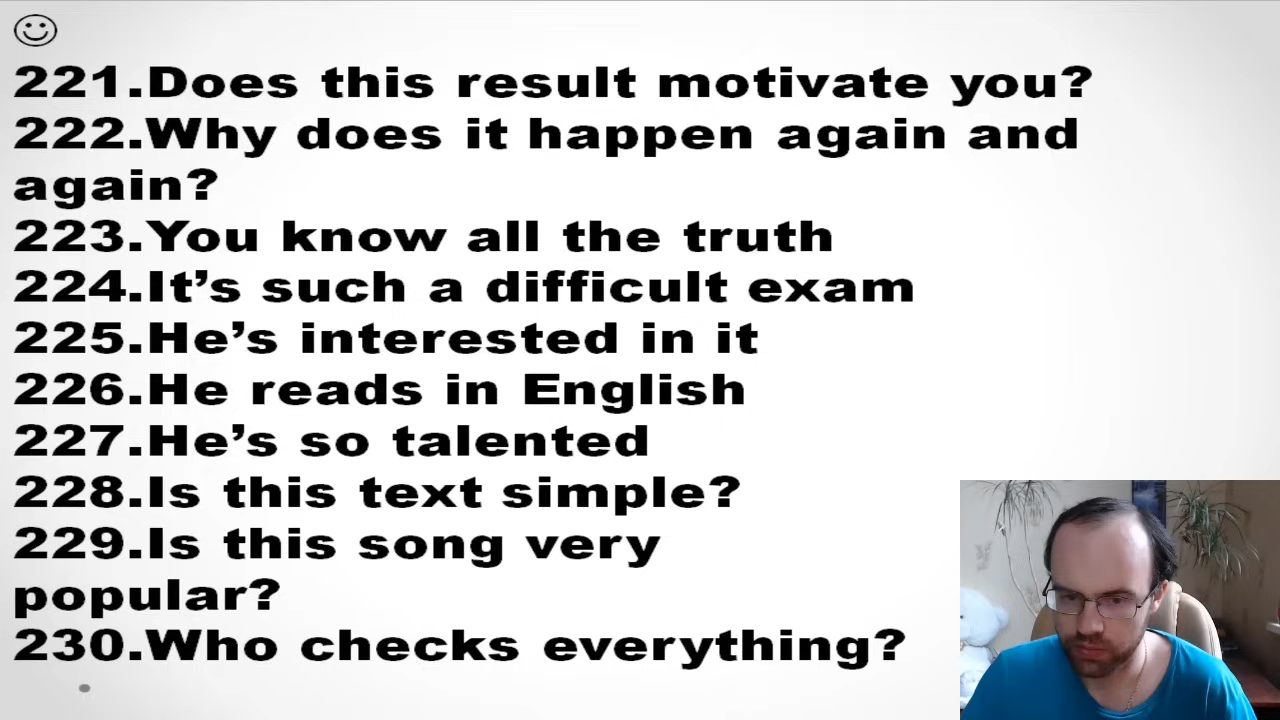 221.Does this result motivate you?
222.Why does it happen again and
again?
223.You know all the truth
224.It’s such a difficult exam
225.He’s interested in it
226.He reads in English
227.He’s so talented
228.Is this text simple?
229.Is this song very
popular?
230.Who checks everything?